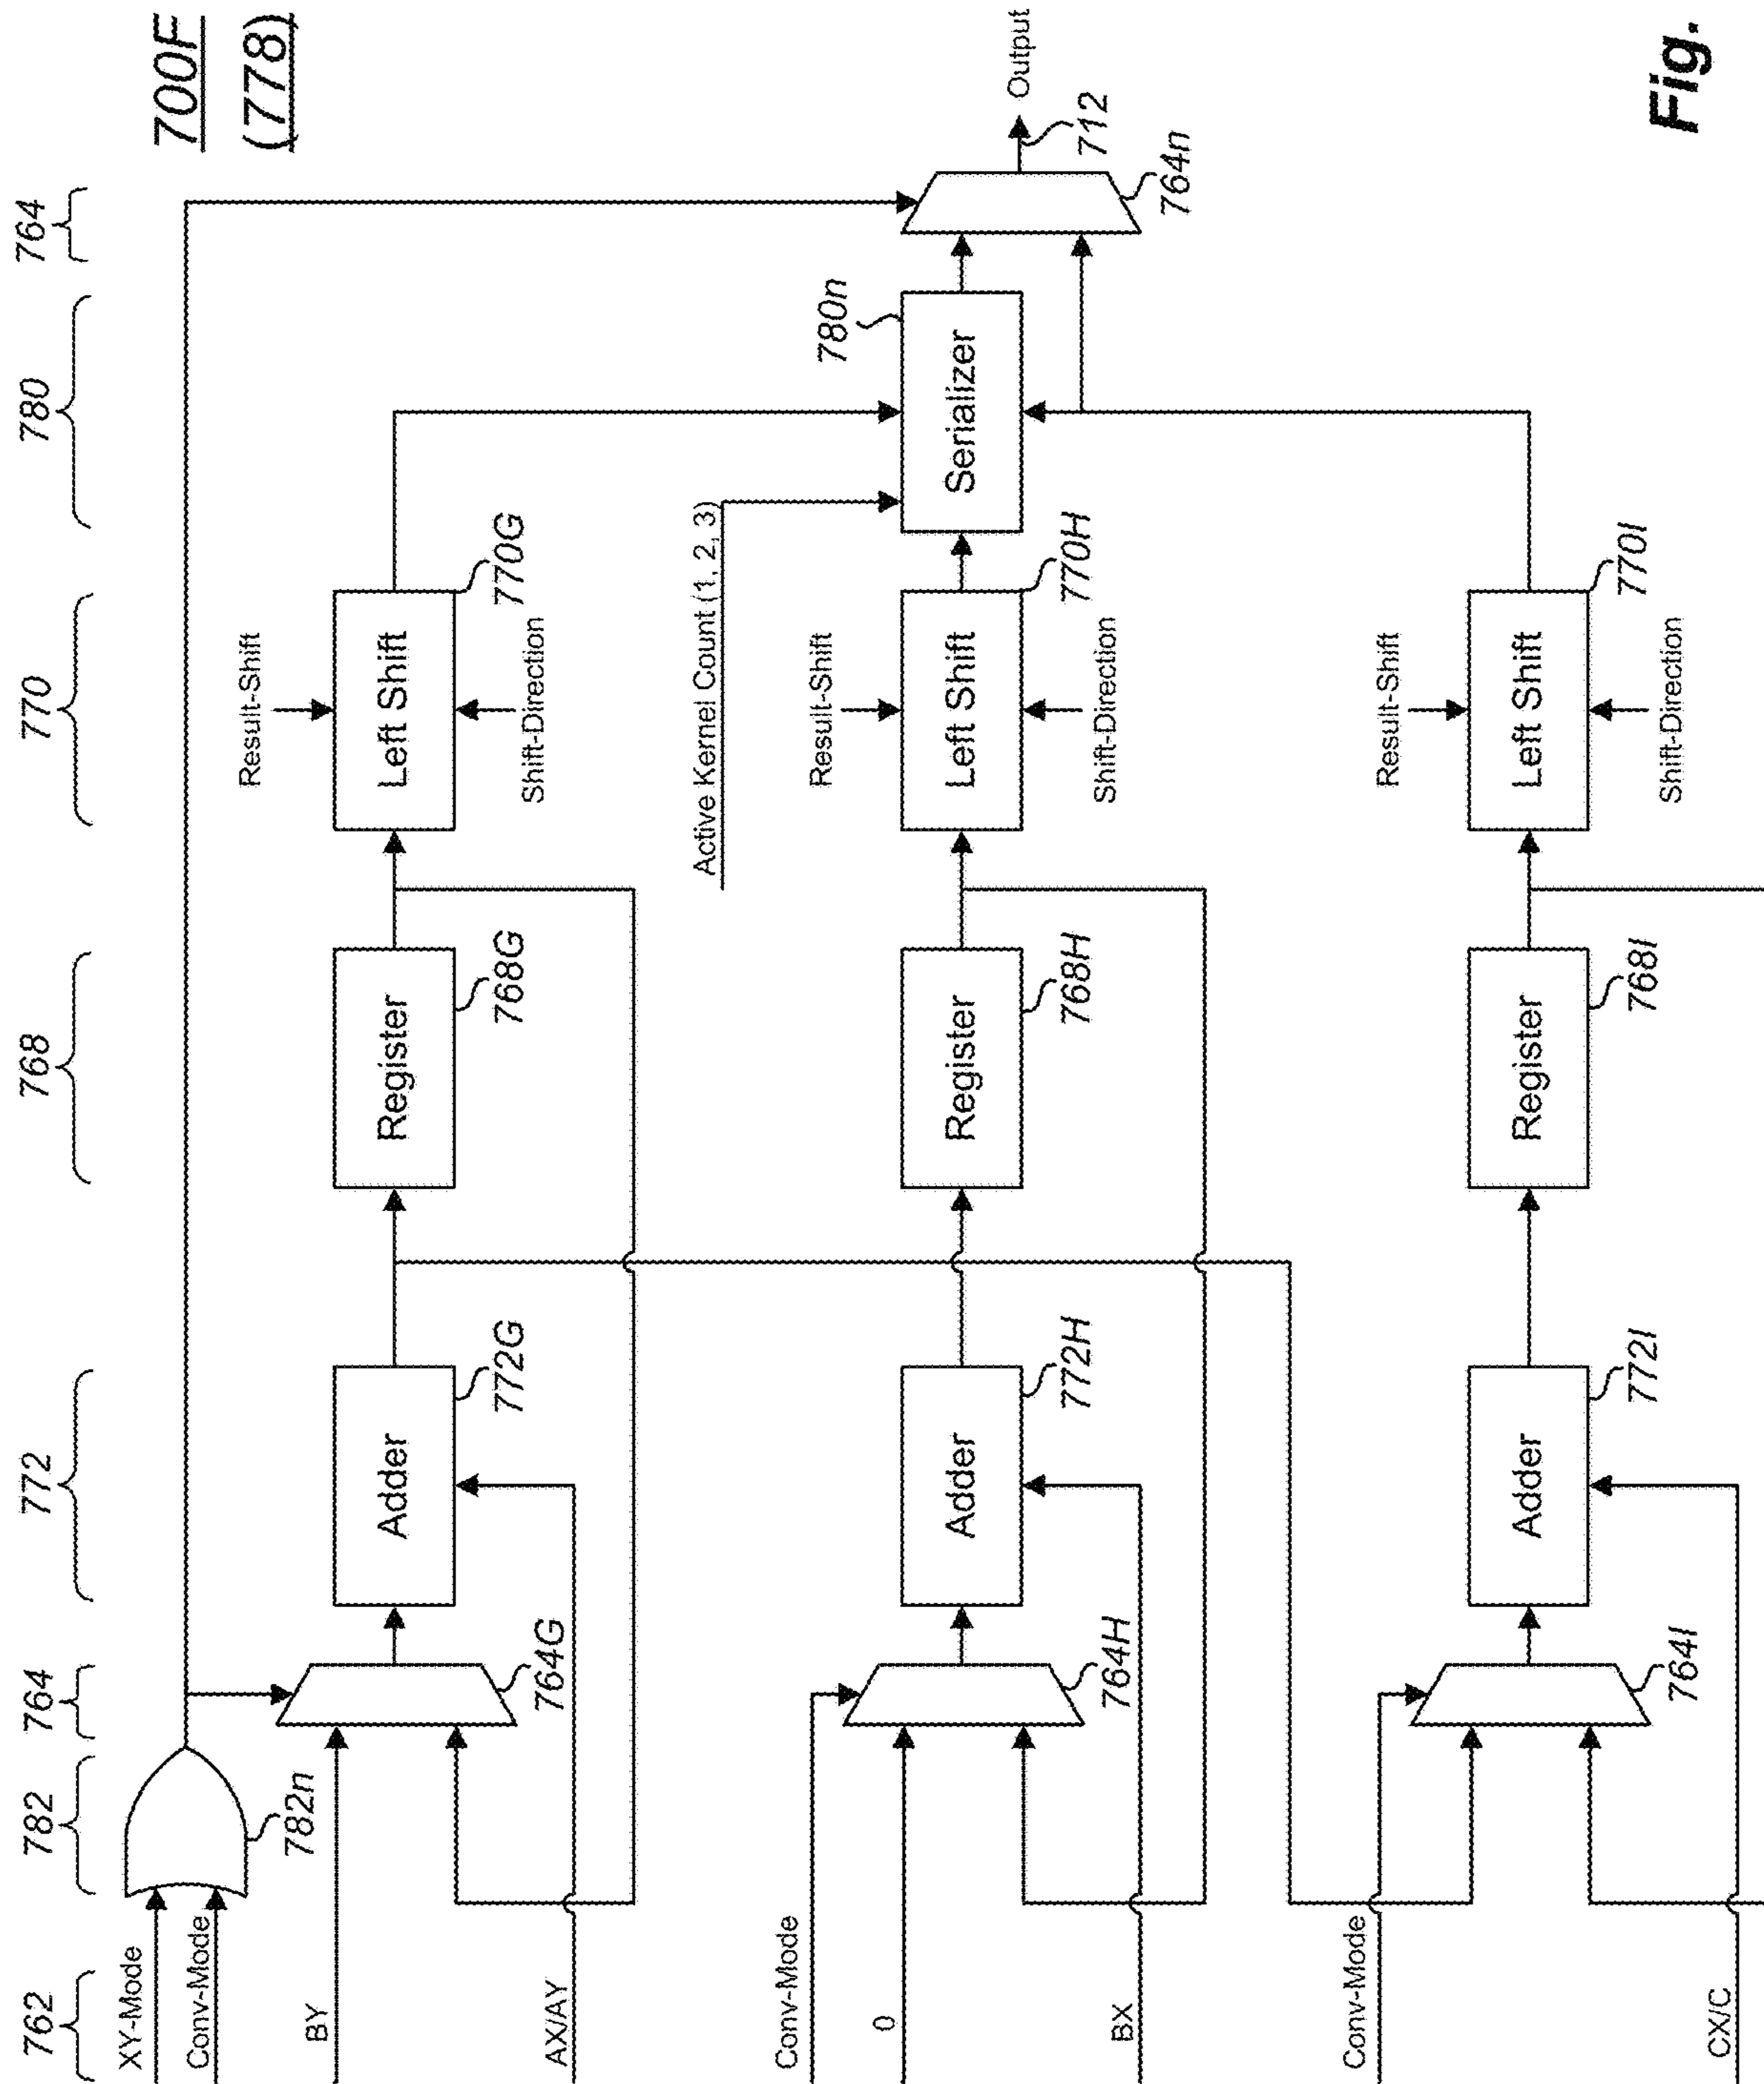 700F
(778)
762
782
764
772
768
770
780
764
XY-Mode
Conv-Mode
782n
BY
AX/AY
764G
Adder
772G
Register
768G
Result-Shift
Left Shift
Shift-Direction
770G
Active Kernel Count (1, 2, 3)
Conv-Mode
0
BX
764H
Adder
772H
Register
768H
Result-Shift
Left Shift
Shift-Direction
770H
Serializer
780n
764n
712
Output
Conv-Mode
CX/C
764I
Adder
772I
Register
768I
Result-Shift
Left Shift
Shift-Direction
770I
Fig.